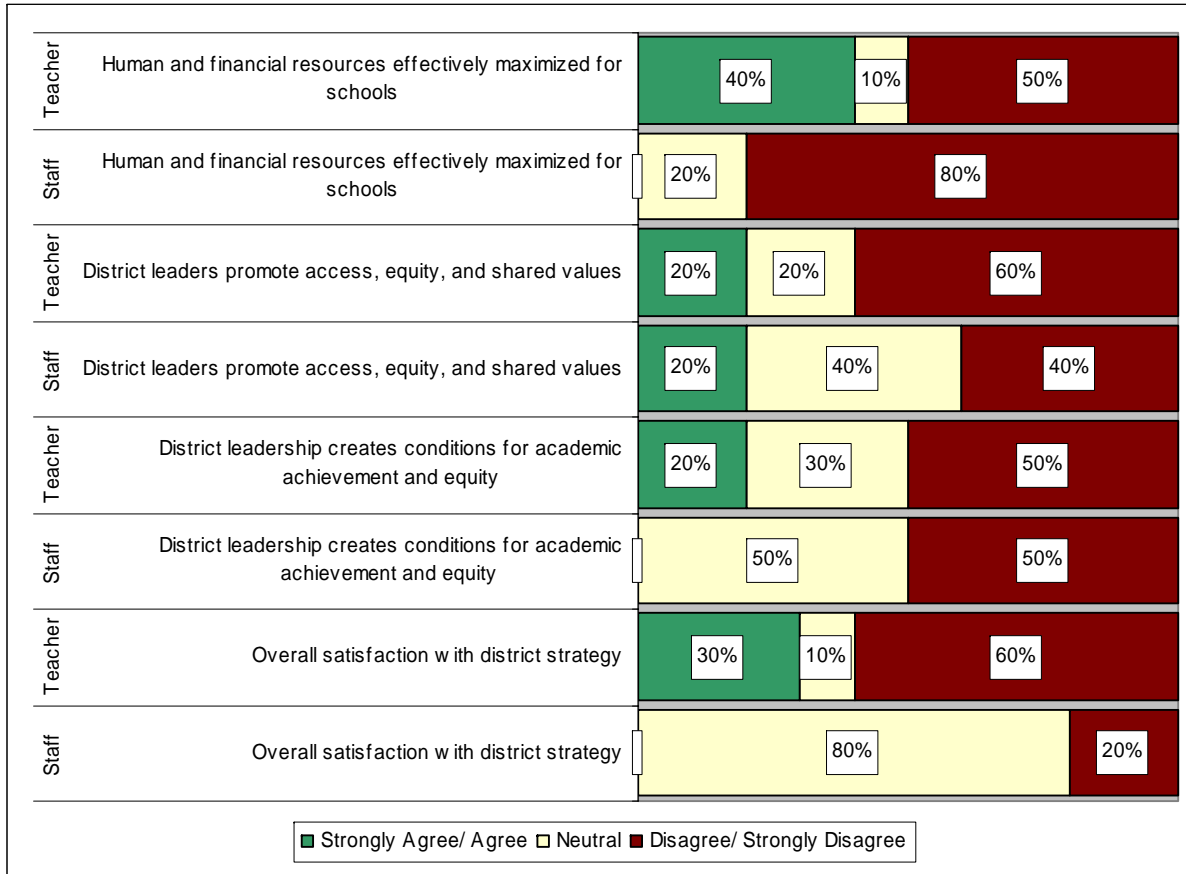 Teacher
Human and financial resources effectively maximized for
schools
40%
10%
50%
Staff
Human and financial resources effectively maximized for
schools
20%
80%
Teacher
District leaders promote access, equity, and shared values
20%
20%
60%
Staff
District leaders promote access, equity, and shared values
20%
40%
40%
Teacher
District leadership creates conditions for academic
achievement and equity
20%
30%
50%
Staff
District leadership creates conditions for academic
achievement and equity
50%
50%
Teacher
Overall satisfaction with district strategy
30%
10%
60%
Staff
Overall satisfaction with district strategy
80%
20%
Strongly Agree/ Agree
Neutral
Disagree/ Strongly Disagree